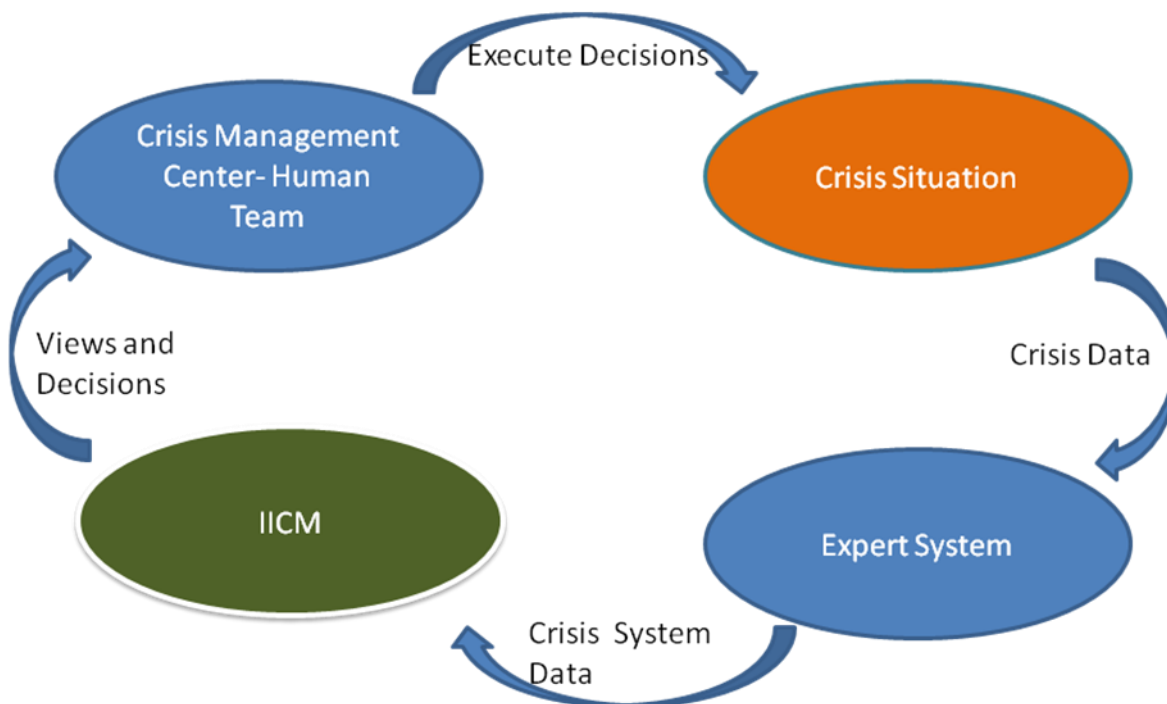 Execute Decisions
Crisis Management
Center- Human
Team
Crisis Situation
Views and
Decisions
Crisis Data
IICM
Expert System
Crisis System
Data